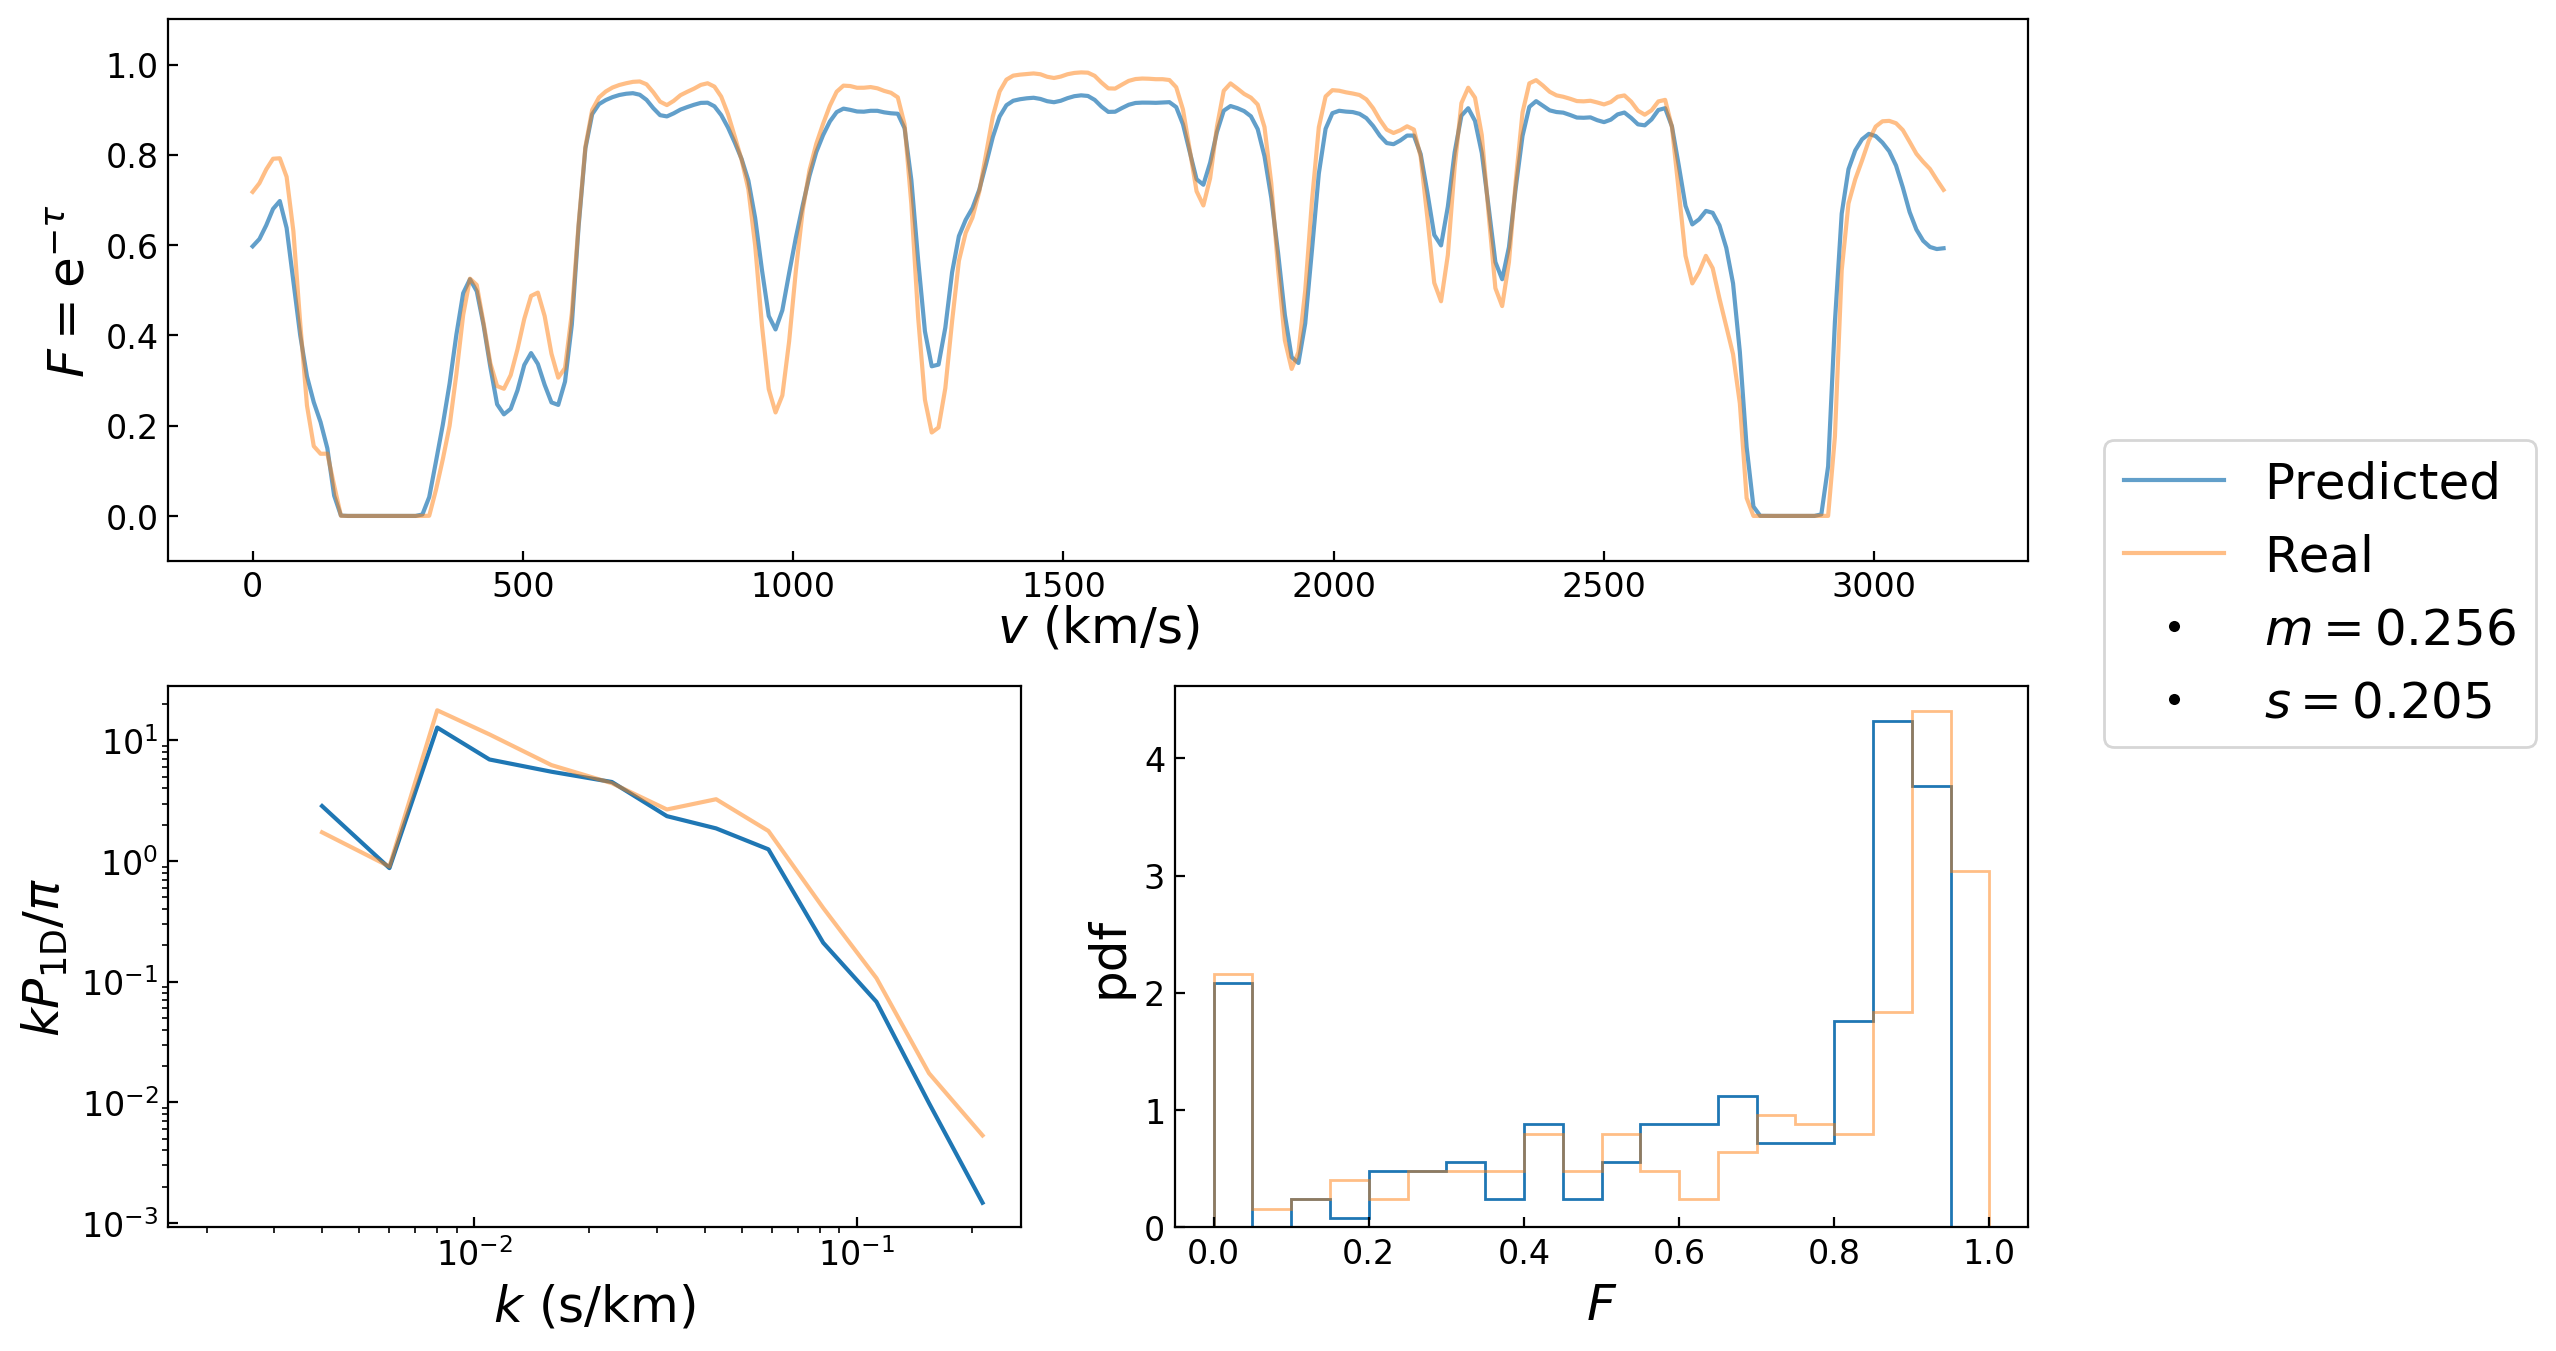 1.0
0.8
0.6
0.4
0.2
0.0
F = e^{−τ}
0 500 1000 1500 2000 2500 3000
v (km/s)
Predicted
Real
m = 0.256
s = 0.205
10^1
10^0
10^{−1}
10^{−2}
10^{−3}
kP_{1D}/π
10^{−2} 10^{−1}
k (s/km)
4
3
2
1
0
pdf
0.0 0.2 0.4 0.6 0.8 1.0
F